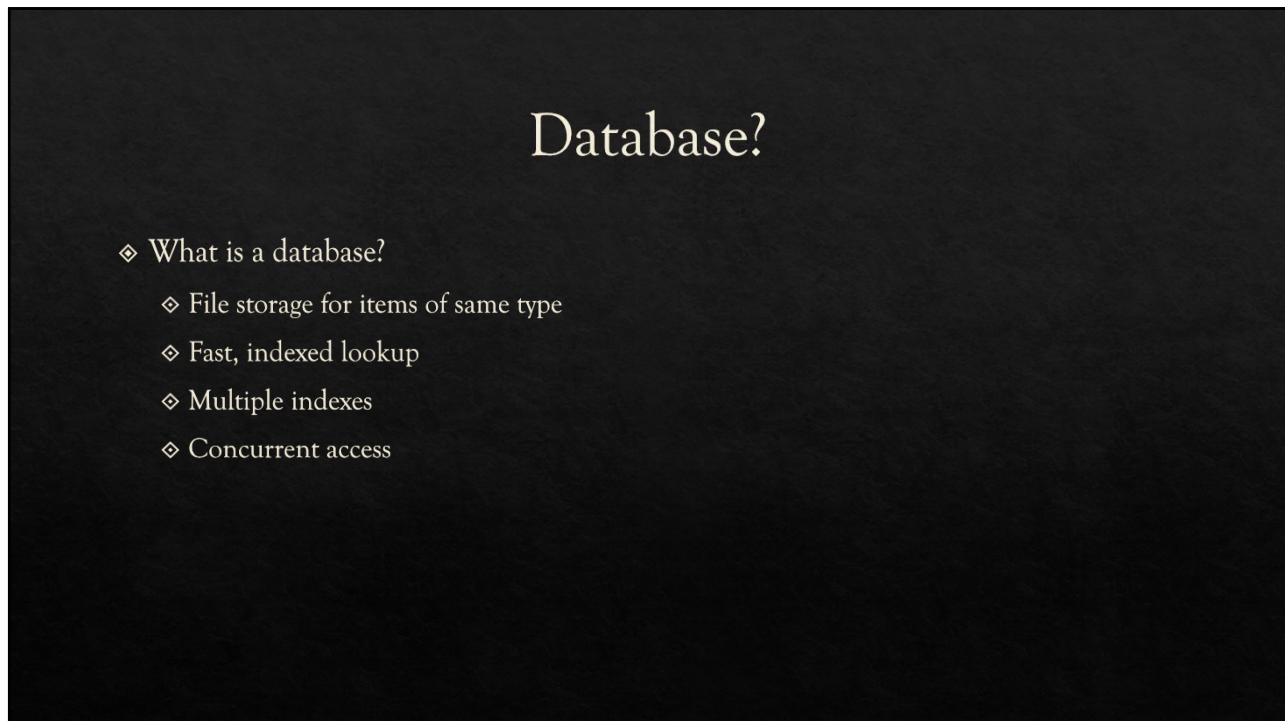 Database?
What is a database?
File storage for items of same type
Fast, indexed lookup
Multiple indexes
Concurrent access